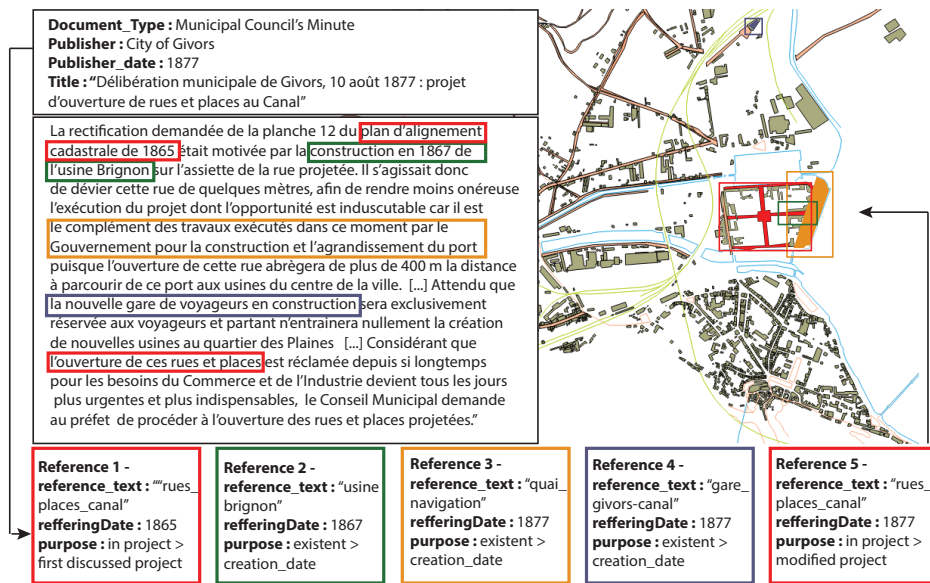 Document_Type : Municipal Council's Minute
Publisher : City of Givors
Publisher_date : 1877
Title : “Délibération municipale de Givors, 10 août 1877 : projet
d'ouverture de rues et places au Canal”
La rectification demandée de la planche 12 du plan d'alignement
cadastrale de 1865 était motivée par la construction en 1867 de
l'usine Brignon sur l'assiette de la rue projetée. Il s'agissait donc
de dévier cette rue de quelques mètres, afin de rendre moins onéreuse
l'exécution du projet dont l'opportunité est induscutable car il est
le complément des travaux exécutés dans ce moment par le
Gouvernement pour la construction et l'agrandissement du port
puisque l'ouverture de cette rue abrègera de plus de 400 m la distance
à parcourir de ce port aux usines du centre de la ville. [...] Attendu que
la nouvelle gare de voyageurs en construction sera exclusivement
réservée aux voyageurs et partant n'entrainera nullement la création
de nouvelles usines au quartier des Plaines [...] Considérant que
l'ouverture de ces rues et places est réclamée depuis si longtemps
pour les besoins du Commerce et de l'Industrie devient tous les jours
plus urgentes et plus indispensables, le Conseil Municipal demande
au préfet de procéder à l'ouverture des rues et places projetées.”
Reference 1 -
reference_text : “"rues_
places_canal”
refferingDate : 1865
purpose : in project >
first discussed project
Reference 2 -
reference_text : “usine
brignon”
refferingDate : 1867
purpose : existent >
creation_date
Reference 3 -
reference_text : “quai_
navigation”
refferingDate : 1877
purpose : existent >
creation_date
Reference 4 -
reference_text : “gare_
givors-canal”
refferingDate : 1877
purpose : existent >
creation_date
Reference 5 -
reference_text : “rues_
places_canal”
refferingDate : 1877
purpose : in project >
modified project